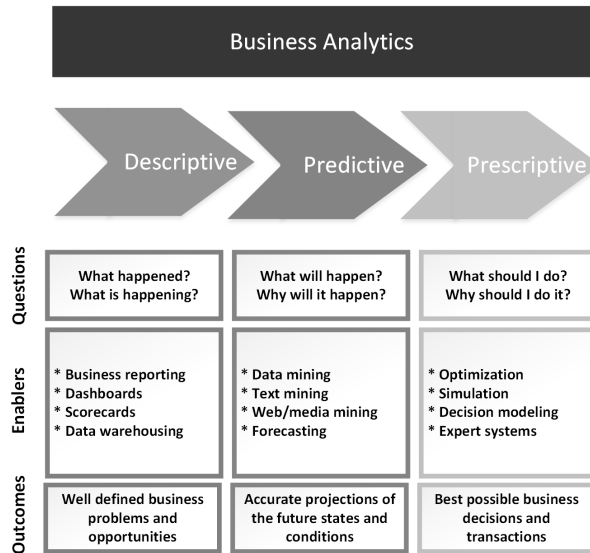 Business Analytics
Descriptive
Predictive
Prescriptive
Questions
What happened?
What is happening?
What will happen?
Why will it happen?
What should I do?
Why should I do it?
Enablers
* Business reporting
* Dashboards
* Scorecards
* Data warehousing
* Data mining
* Text mining
* Web/media mining
* Forecasting
* Optimization
* Simulation
* Decision modeling
* Expert systems
Outcomes
Well defined business
problems and
opportunities
Accurate projections of
the future states and
conditions
Best possible business
decisions and
transactions